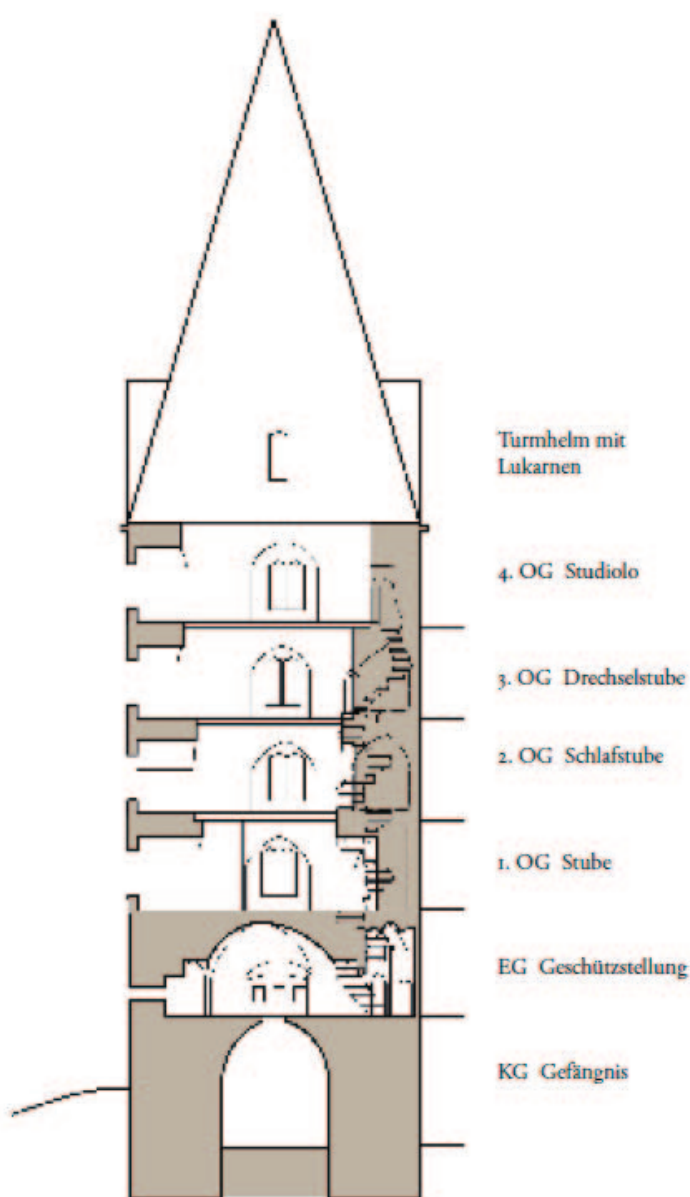 Turmhelm mit
Lukarnen
4. OG Studiolo
3. OG Drechselstube
2. OG Schlafstube
1. OG Stube
EG Geschützstellung
KG Gefängnis